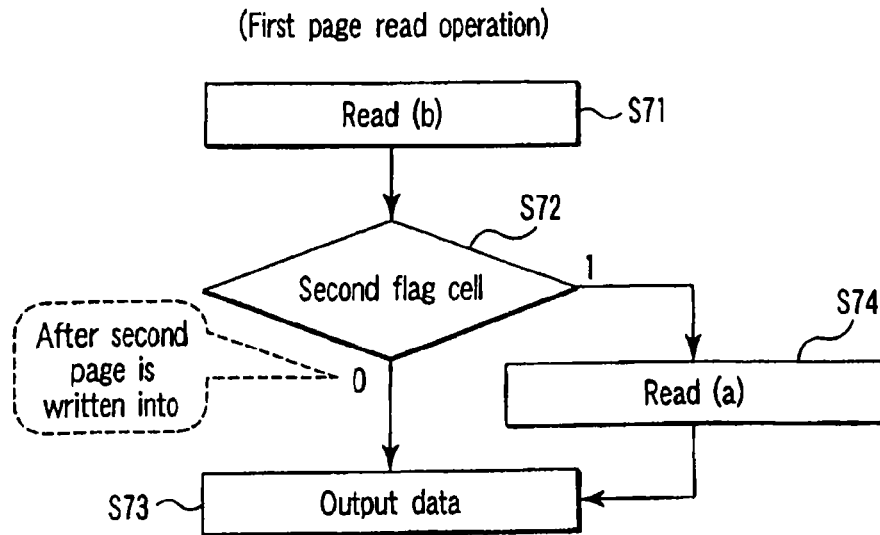 (First page read operation)
Read (b)
S71
S72
Second flag cell
1
S74
After second
page is
written into
0
Read (a)
S73
Output data